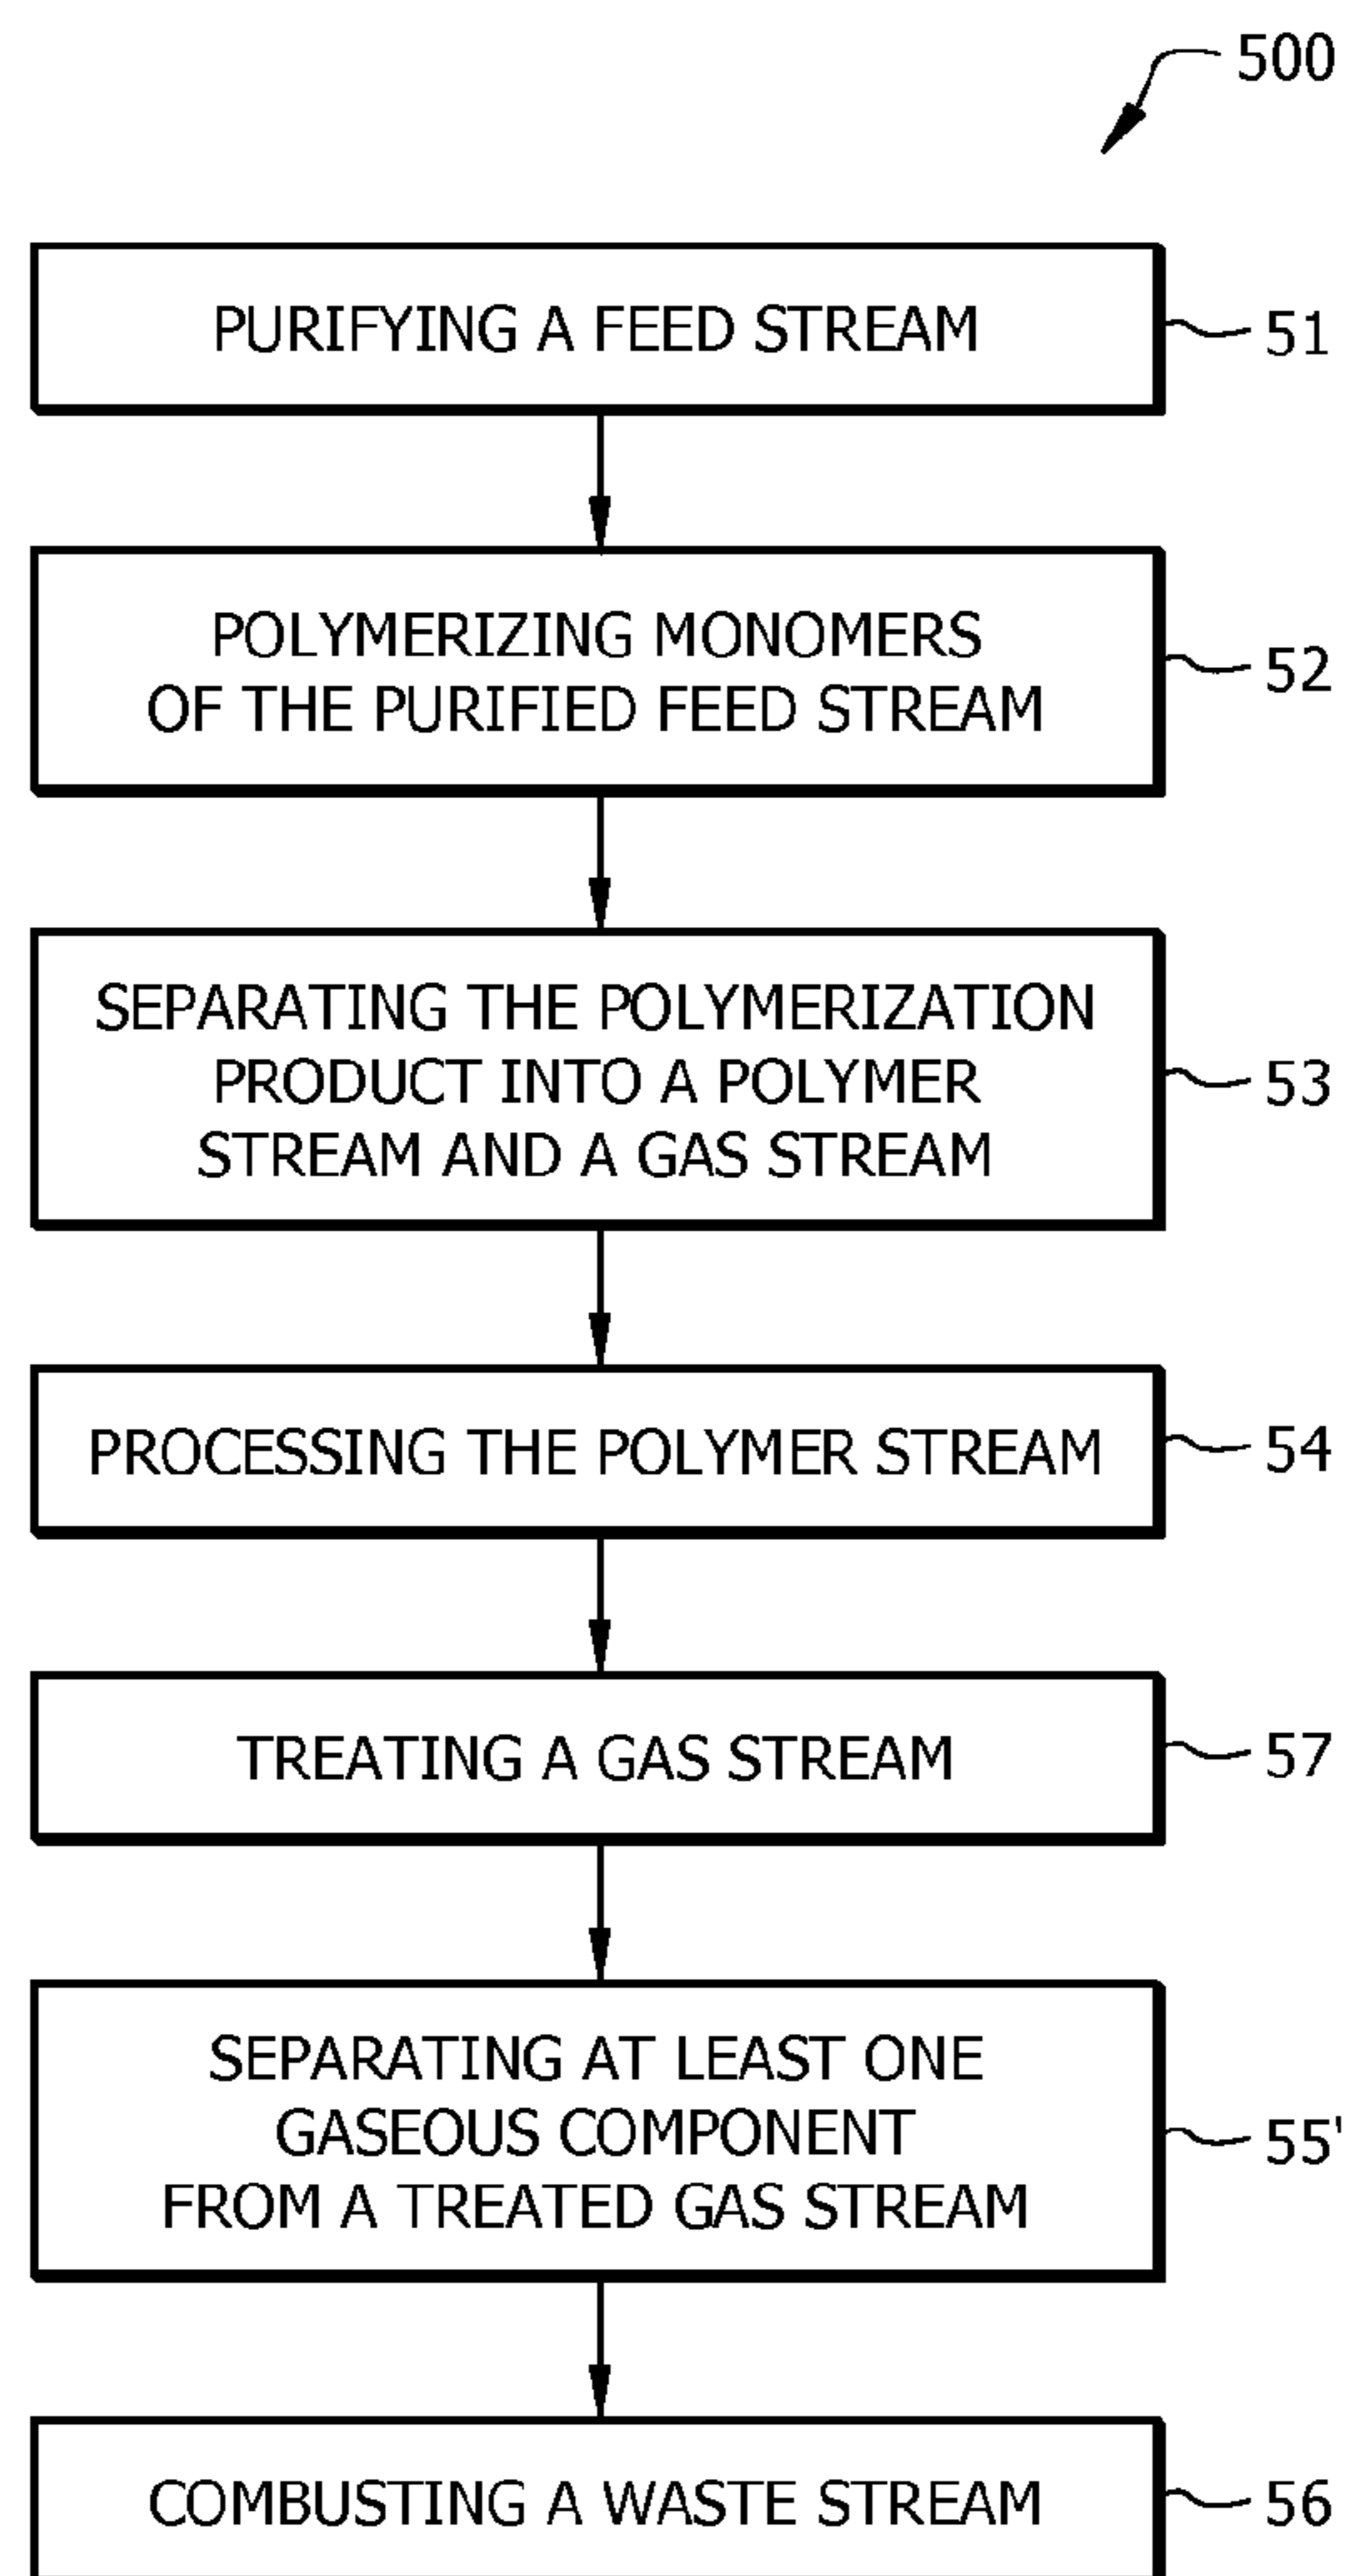 500
PURIFYING A FEED STREAM
51
POLYMERIZING MONOMERS
OF THE PURIFIED FEED STREAM
52
SEPARATING THE POLYMERIZATION
PRODUCT INTO A POLYMER
STREAM AND A GAS STREAM
53
PROCESSING THE POLYMER STREAM
54
TREATING A GAS STREAM
57
SEPARATING AT LEAST ONE
GASEOUS COMPONENT
FROM A TREATED GAS STREAM
55'
COMBUSTING A WASTE STREAM
56